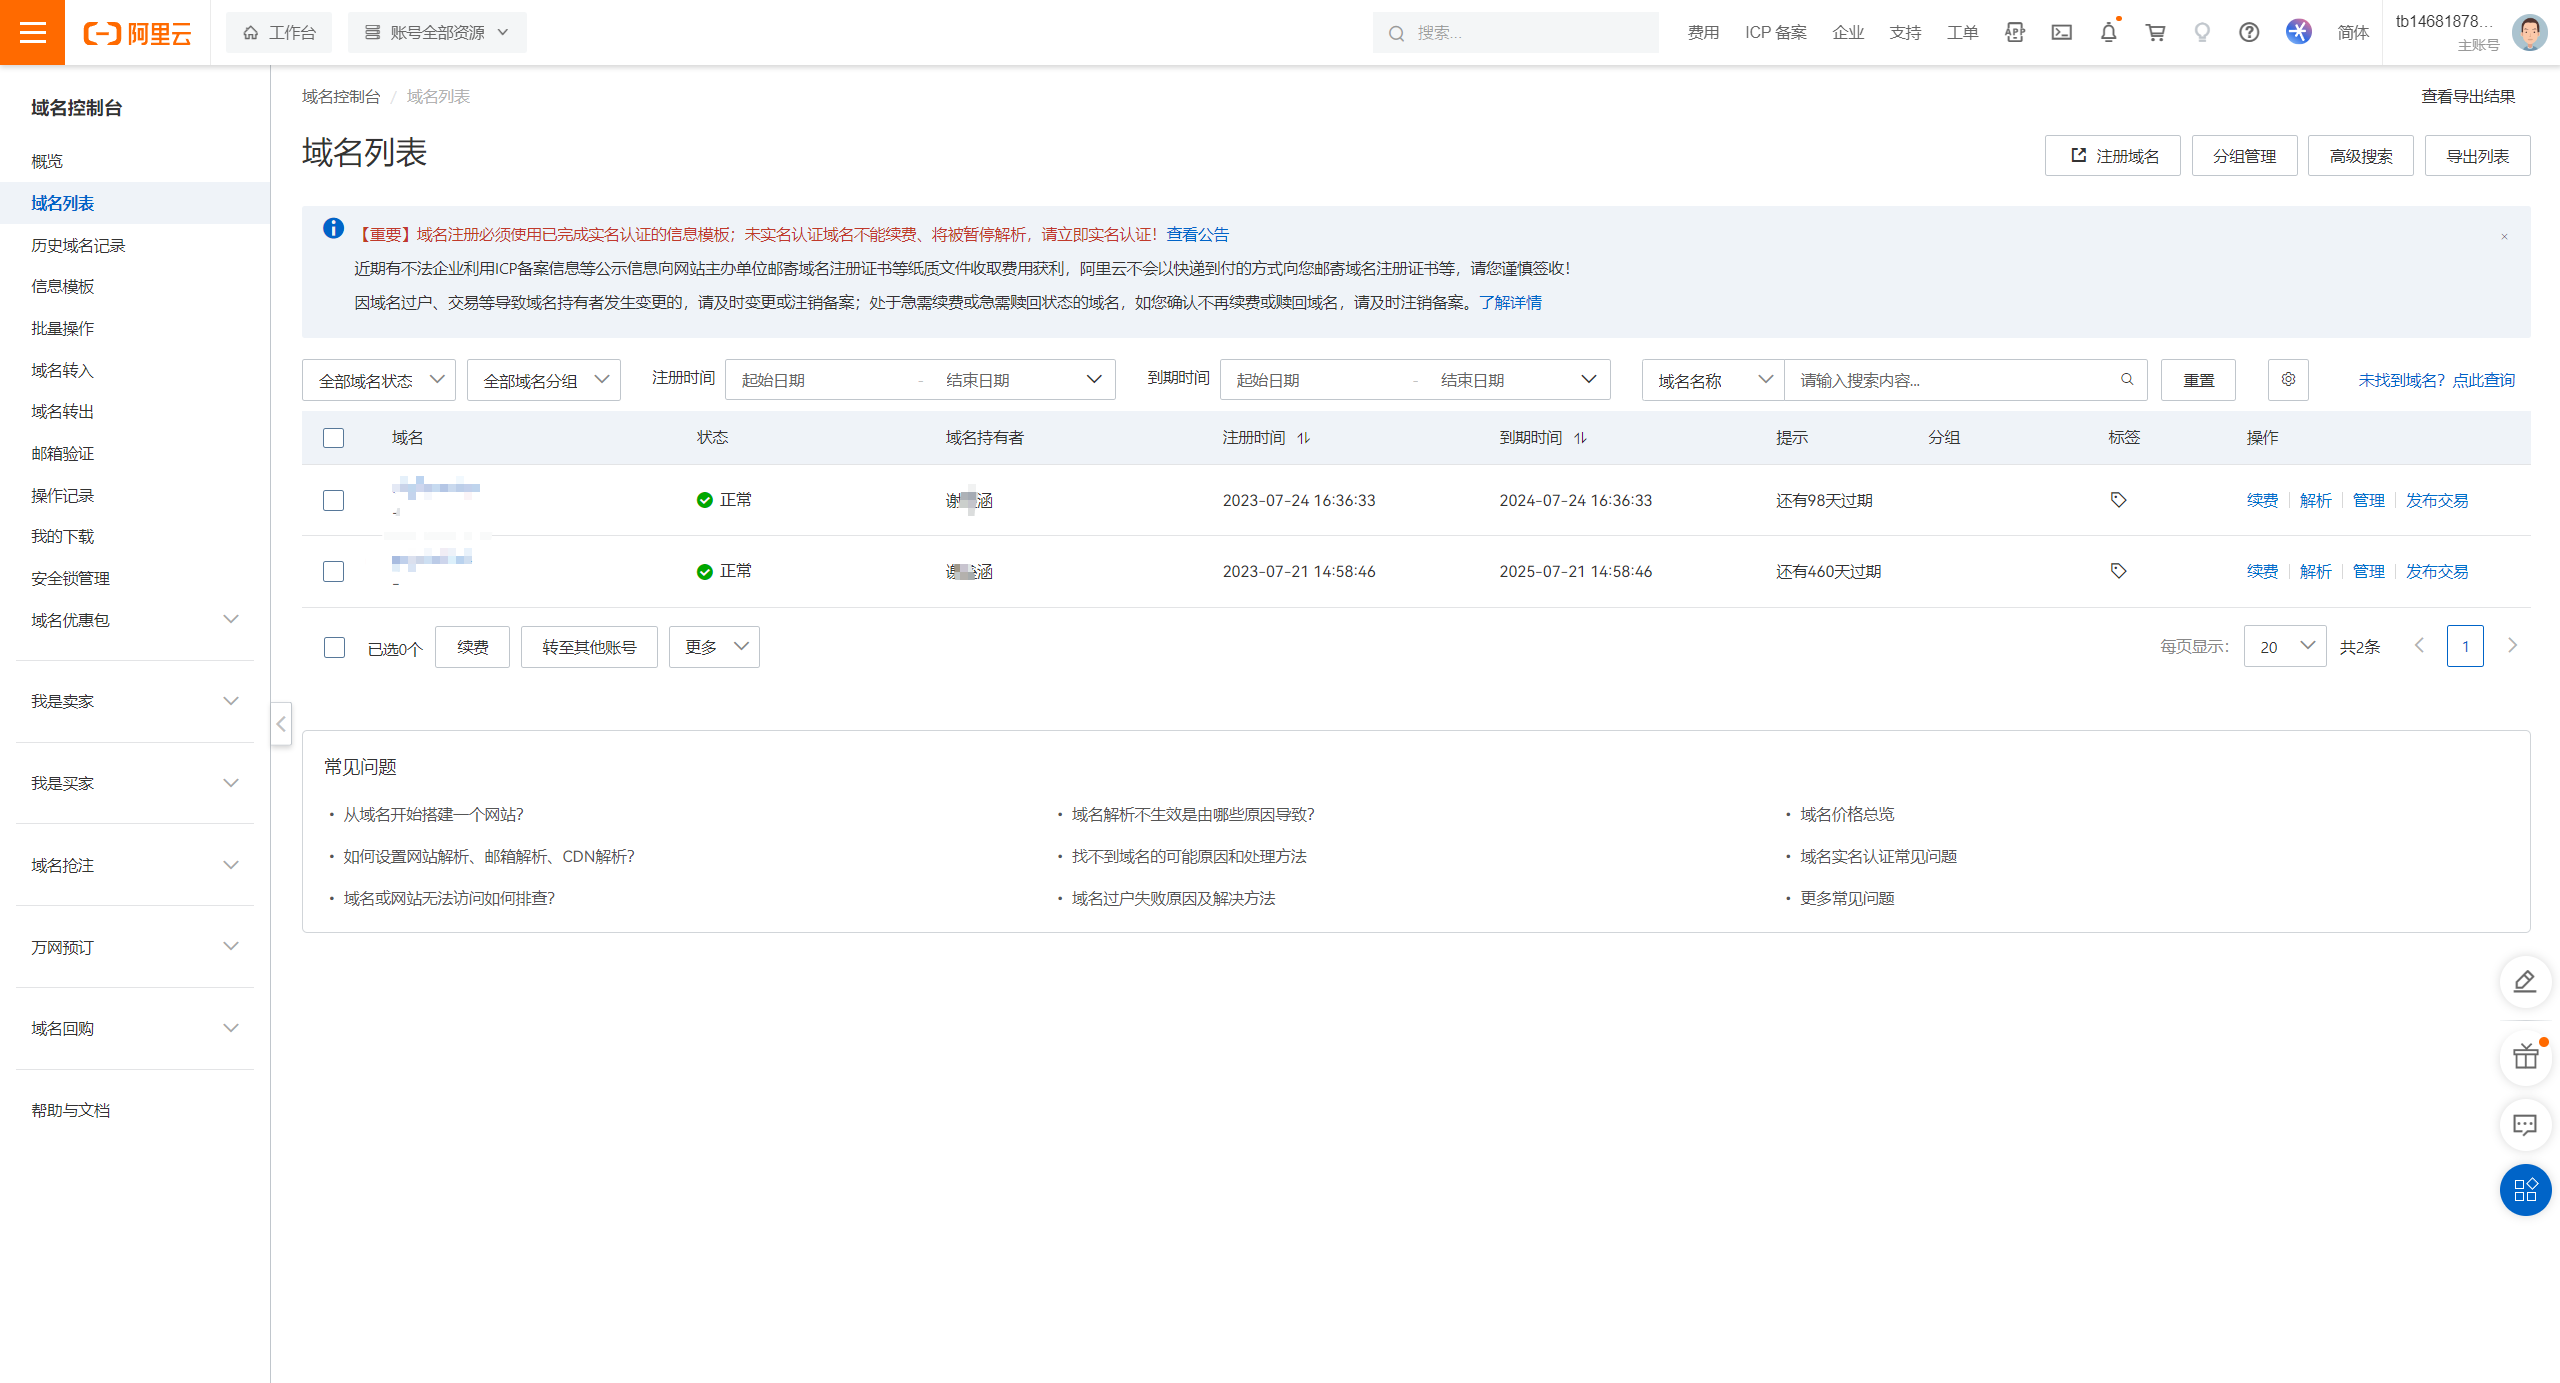 阿里云
工作台
账号全部资源
搜索...
费用
ICP 备案
企业
支持
工单
简体
tb14681878...
主账号
域名控制台
概览
域名列表
历史域名记录
信息模板
批量操作
域名转入
域名转出
邮箱验证
操作记录
我的下载
安全锁管理
域名优惠包
我是卖家
我是买家
域名抢注
万网预订
域名回购
帮助与文档
域名控制台 / 域名列表
查看导出结果
域名列表
注册域名
分组管理
高级搜索
导出列表
【重要】域名注册必须使用已完成实名认证的信息模板；未实名认证域名不能续费、将被暂停解析，请立即实名认证！查看公告
近期有不法企业利用ICP备案信息等公示信息向网站主办单位邮寄域名注册证书等纸质文件收取费用获利，阿里云不会以快递到付的方式向您邮寄域名注册证书等，请您谨慎签收！
因域名过户、交易等导致域名持有者发生变更的，请及时变更或注销备案；处于急需续费或急需赎回状态的域名，如您确认不再续费或赎回域名，请及时注销备案。了解详情
全部域名状态
全部域名分组
注册时间
起始日期 - 结束日期
到期时间
起始日期 - 结束日期
域名名称
请输入搜索内容...
重置
未找到域名？点此查询
域名 状态 域名持有者 注册时间 到期时间 提示 分组 标签 操作
正常 谢 涵 2023-07-24 16:36:33 2024-07-24 16:36:33 还有98天过期 续费 解析 管理 发布交易
正常 谢 涵 2023-07-21 14:58:46 2025-07-21 14:58:46 还有460天过期 续费 解析 管理 发布交易
已选0个
续费
转至其他账号
更多
每页显示：
20
共2条
1
常见问题
• 从域名开始搭建一个网站？
• 域名解析不生效是由哪些原因导致？
• 域名价格总览
• 如何设置网站解析、邮箱解析、CDN解析？
• 找不到域名的可能原因和处理方法
• 域名实名认证常见问题
• 域名或网站无法访问如何排查？
• 域名过户失败原因及解决方法
• 更多常见问题